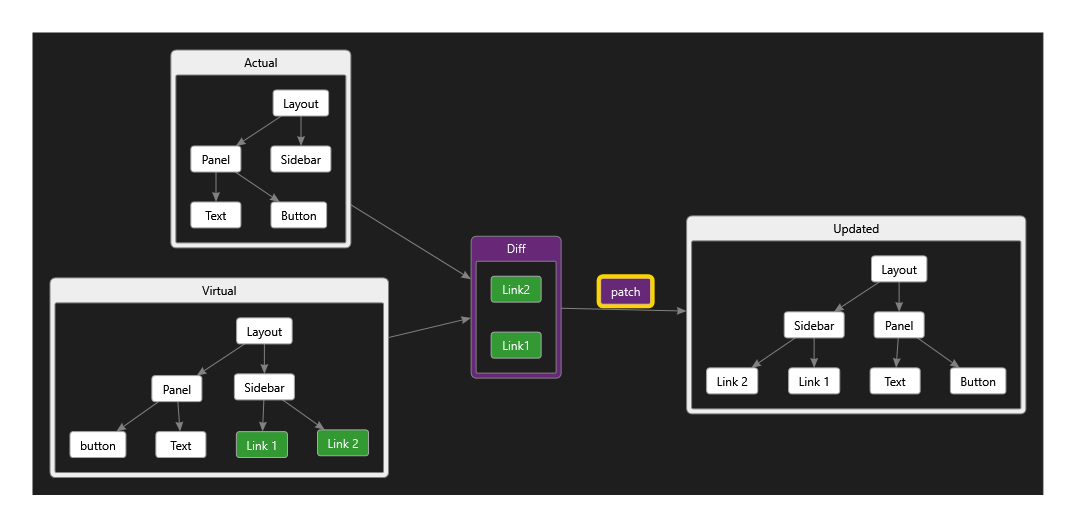 Actual
Layout
Panel
Sidebar
Text
Button
Virtual
Layout
Panel
Sidebar
button
Text
Link 1
Link 2
Diff
Link2
Link1
patch
Updated
Layout
Sidebar
Panel
Link 2
Link 1
Text
Button